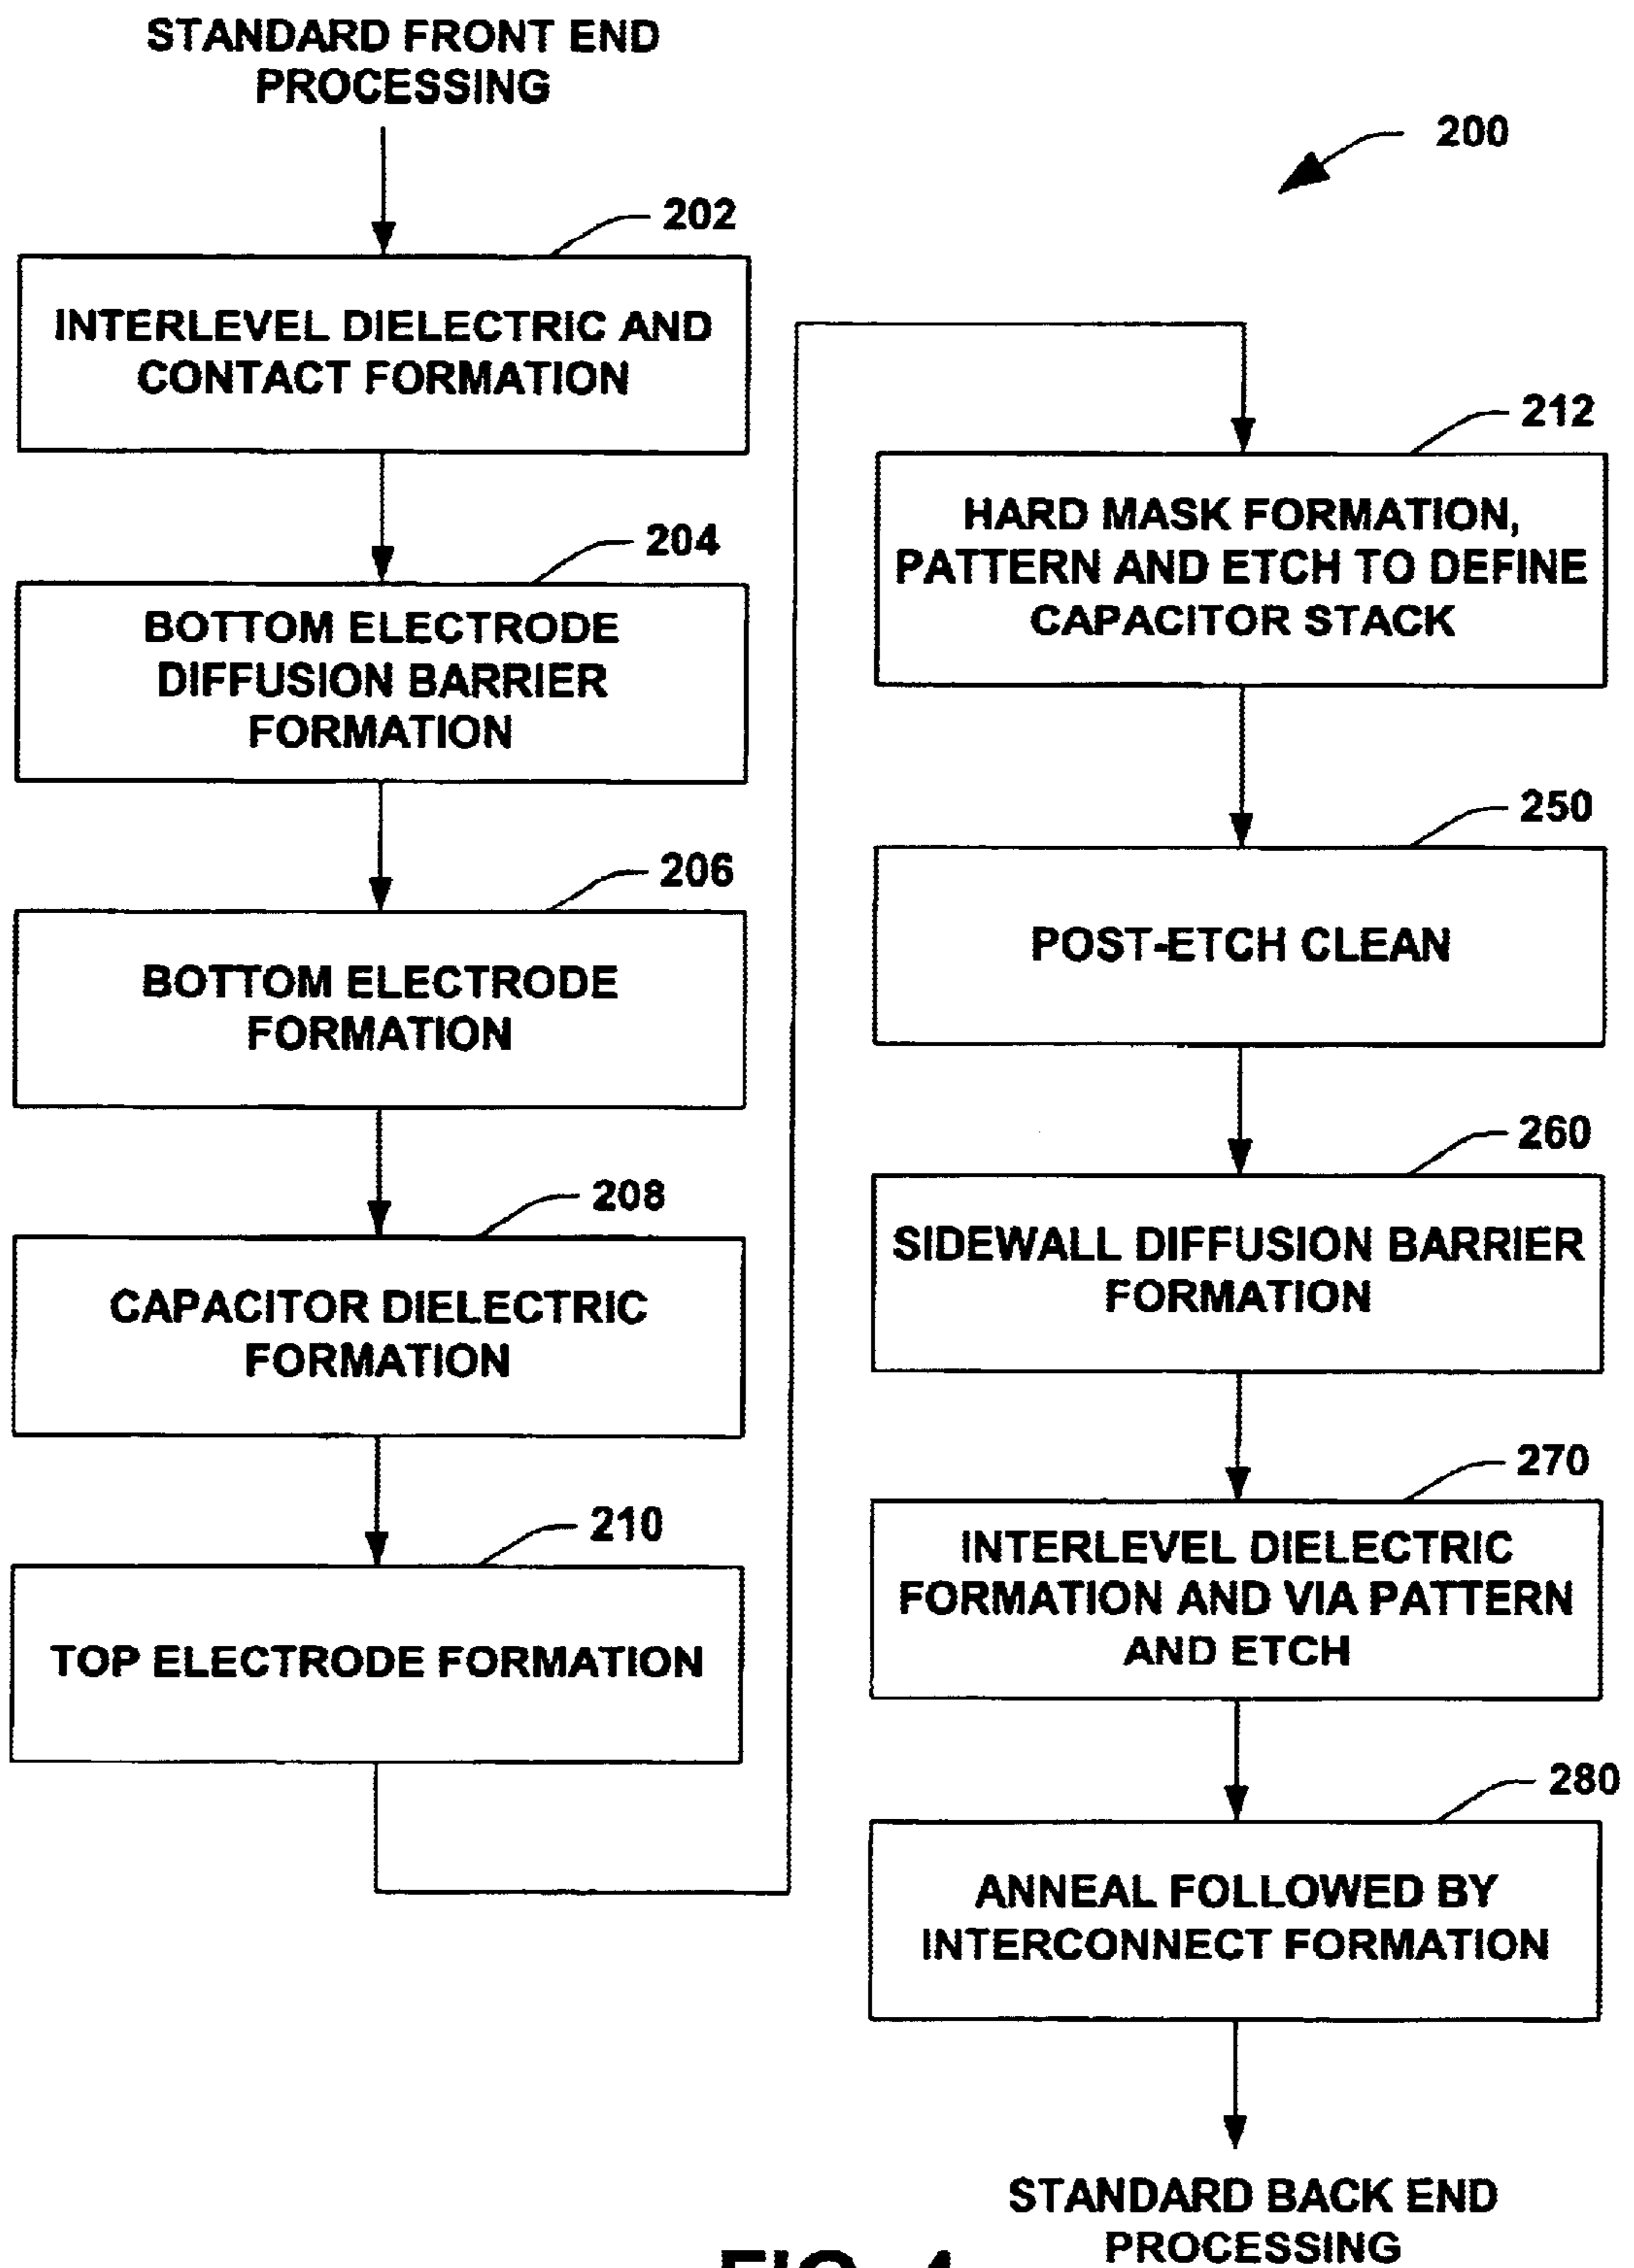 STANDARD FRONT END
PROCESSING
200
202
INTERLEVEL DIELECTRIC AND
CONTACT FORMATION
204
BOTTOM ELECTRODE
DIFFUSION BARRIER
FORMATION
206
BOTTOM ELECTRODE
FORMATION
208
CAPACITOR DIELECTRIC
FORMATION
210
TOP ELECTRODE FORMATION
212
HARD MASK FORMATION,
PATTERN AND ETCH TO DEFINE
CAPACITOR STACK
250
POST-ETCH CLEAN
260
SIDEWALL DIFFUSION BARRIER
FORMATION
270
INTERLEVEL DIELECTRIC
FORMATION AND VIA PATTERN
AND ETCH
280
ANNEAL FOLLOWED BY
INTERCONNECT FORMATION
STANDARD BACK END
PROCESSING